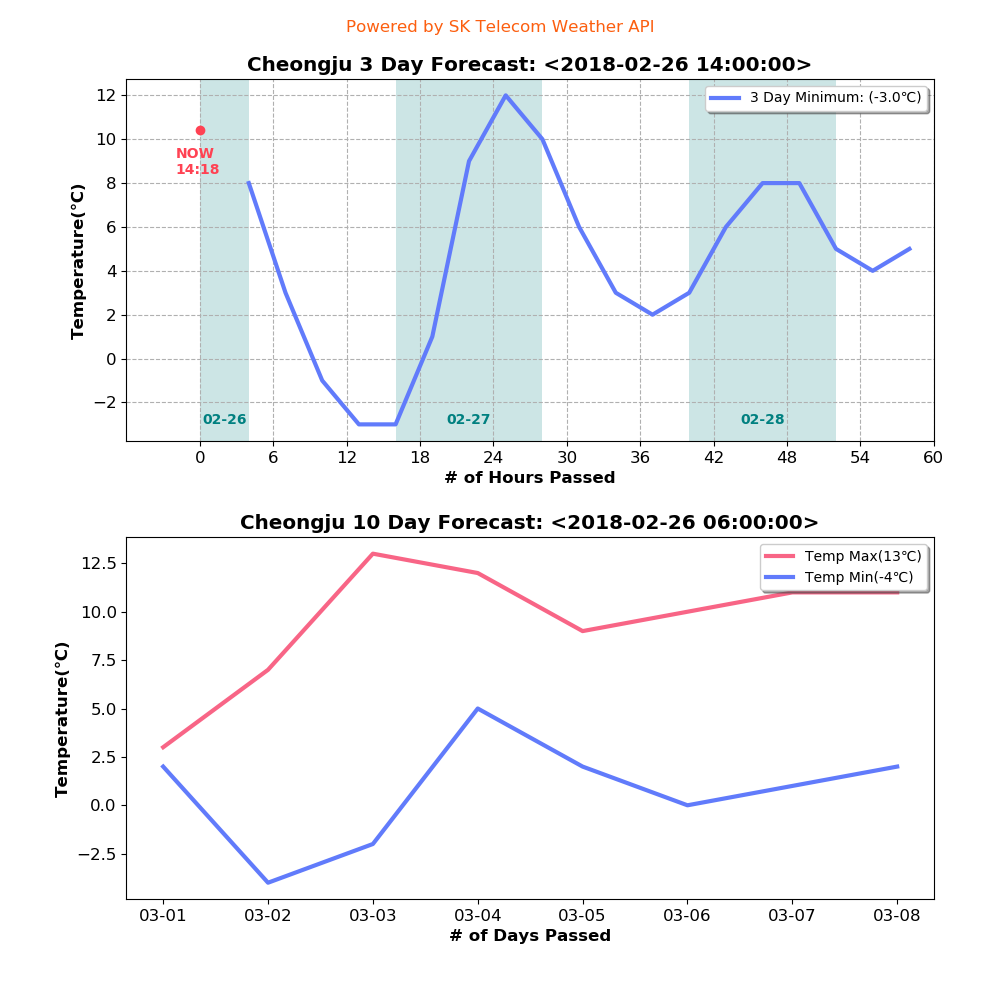 Powered by SK Telecom Weather API
Cheongju 3 Day Forecast: <2018-02-26 14:00:00>
3 Day Minimum: (-3.0℃)
12
10
8
6
4
2
0
−2
Temperature(℃)
NOW
14:18
02-26
02-27
02-28
0 6 12 18 24 30 36 42 48 54 60
# of Hours Passed
Cheongju 10 Day Forecast: <2018-02-26 06:00:00>
Temp Max(13℃)
Temp Min(-4℃)
12.5
10.0
7.5
5.0
2.5
0.0
−2.5
Temperature(℃)
03-01 03-02 03-03 03-04 03-05 03-06 03-07 03-08
# of Days Passed